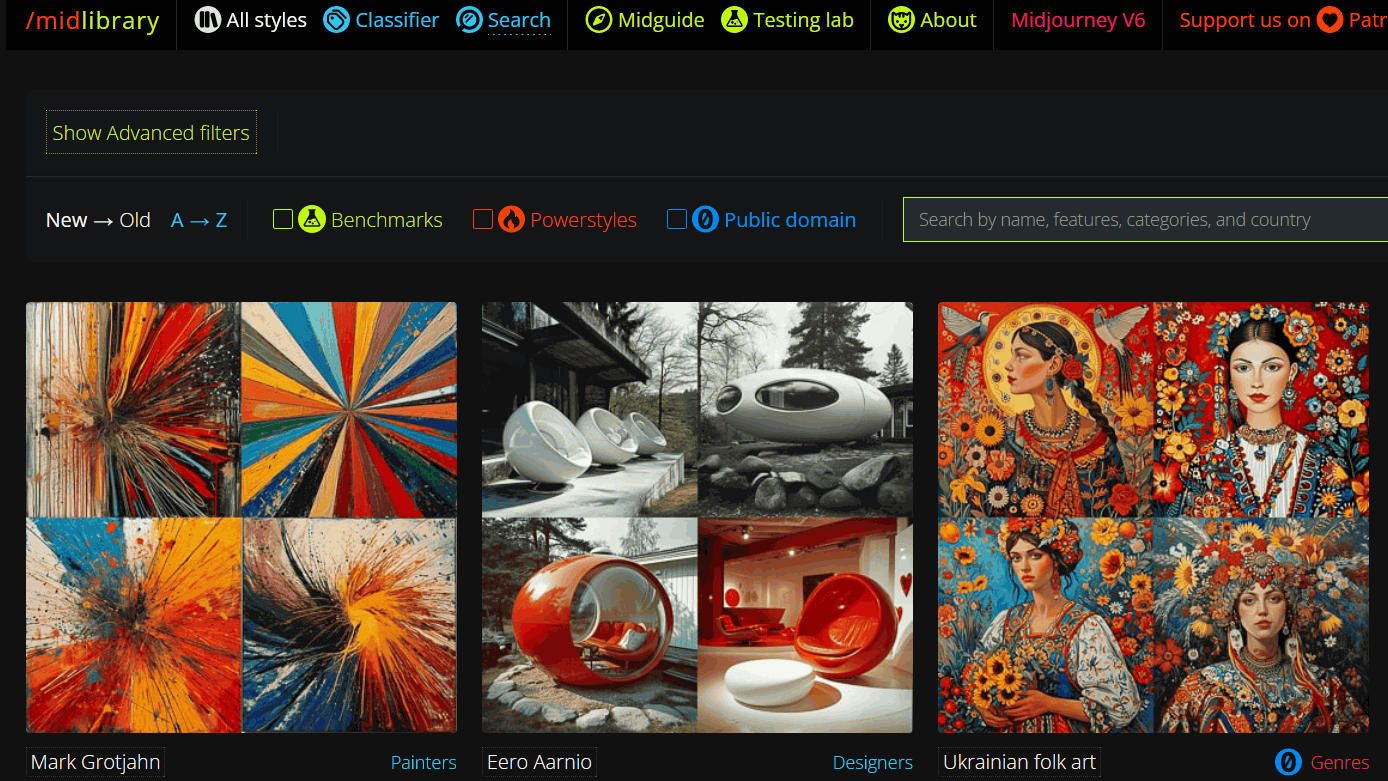 /midlibrary All styles Classifier Search Midguide Testing lab About Midjourney V6 Support us on Patr
Show Advanced filters
New → Old A → Z Benchmarks Powerstyles Public domain Search by name, features, categories, and country
Mark Grotjahn Painters Eero Aarnio Designers Ukrainian folk art Genres